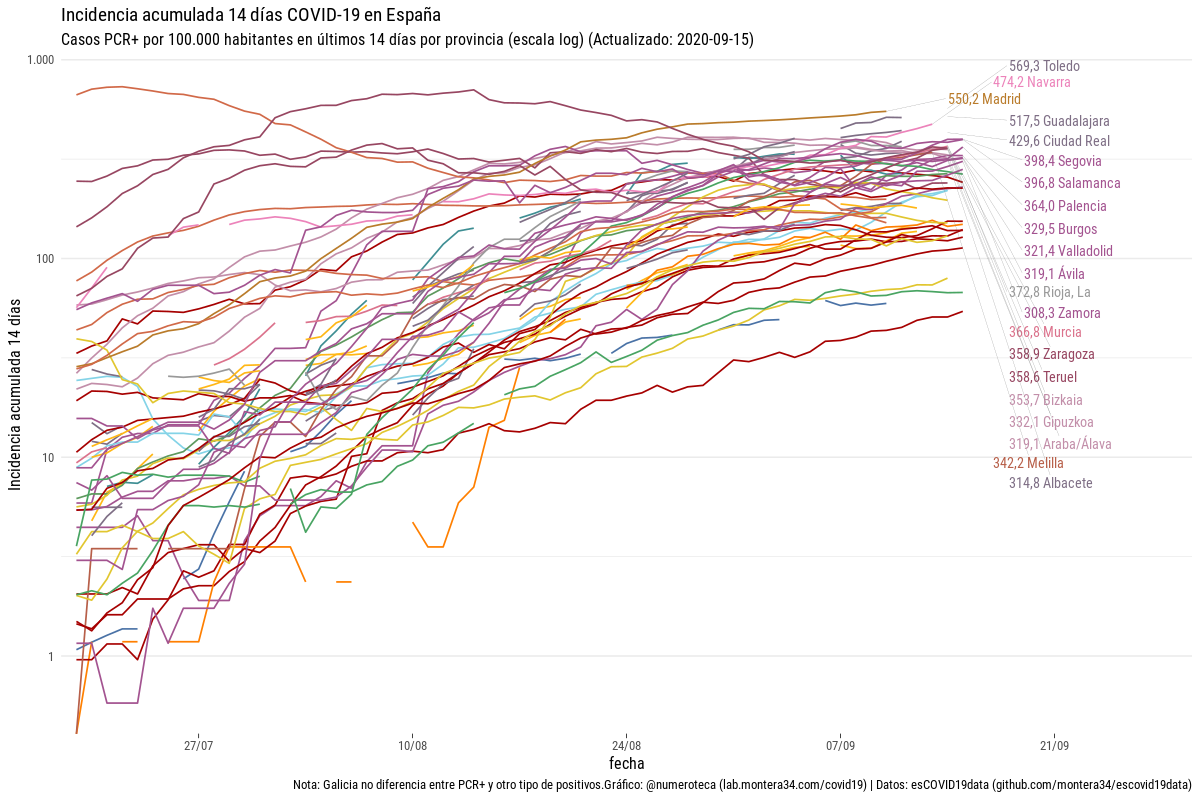 Incidencia acumulada 14 días COVID-19 en España
Casos PCR+ por 100.000 habitantes en últimos 14 días por provincia (escala log) (Actualizado: 2020-09-15)
1.000
100
10
1
Incidencia acumulada 14 días
569,3 Toledo
474,2 Navarra
550,2 Madrid
517,5 Guadalajara
429,6 Ciudad Real
398,4 Segovia
396,8 Salamanca
364,0 Palencia
329,5 Burgos
321,4 Valladolid
319,1 Ávila
372,8 Rioja, La
308,3 Zamora
366,8 Murcia
358,9 Zaragoza
358,6 Teruel
353,7 Bizkaia
332,1 Gipuzkoa
319,1 Araba/Álava
342,2 Melilla
314,8 Albacete
27/07
10/08
24/08
07/09
21/09
fecha
Nota: Galicia no diferencia entre PCR+ y otro tipo de positivos.Gráfico: @numeroteca (lab.montera34.com/covid19) | Datos: esCOVID19data (github.com/montera34/escovid19data)